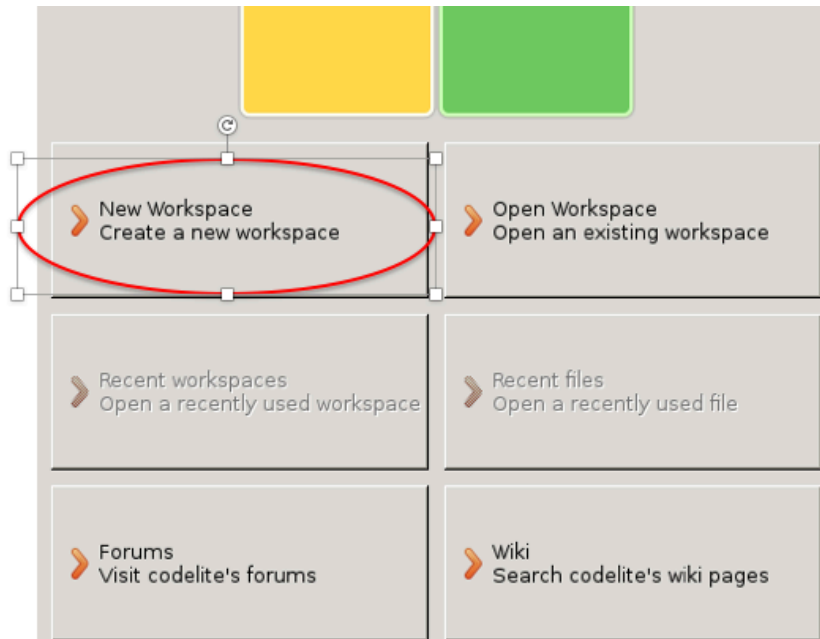 New Workspace
Create a new workspace
Open Workspace
Open an existing workspace
Recent workspaces
Open a recently used workspace
Recent files
Open a recently used file
Forums
Visit codelite's forums
Wiki
Search codelite's wiki pages